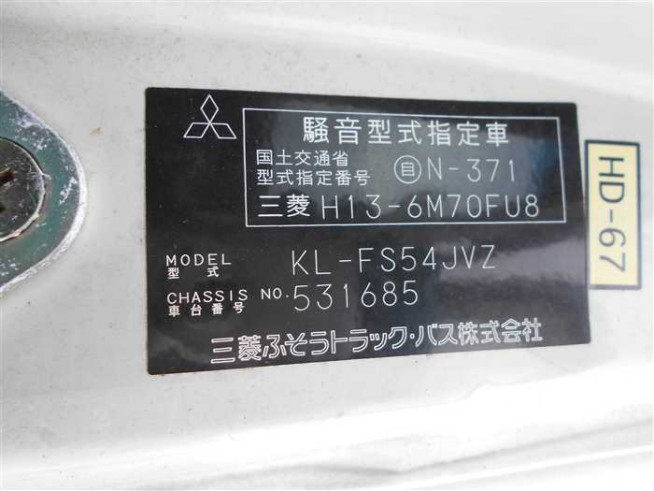 騒音型式指定車
国土交通省
型式指定番号 自N-371
三菱 H13-6M70FU8
MODEL
型式 KL-FS54JVZ
CHASSIS NO. 531685
車台番号
三菱ふそうトラック・バス株式会社
HD-67